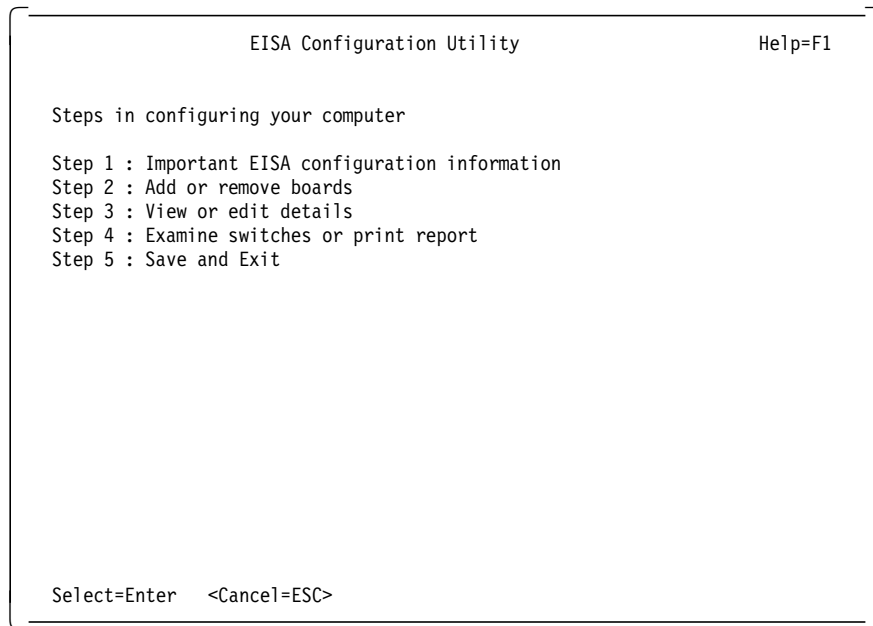 EISA Configuration Utility Help=F1
Steps in configuring your computer
Step 1 : Important EISA configuration information
Step 2 : Add or remove boards
Step 3 : View or edit details
Step 4 : Examine switches or print report
Step 5 : Save and Exit
Select=Enter <Cancel=ESC>